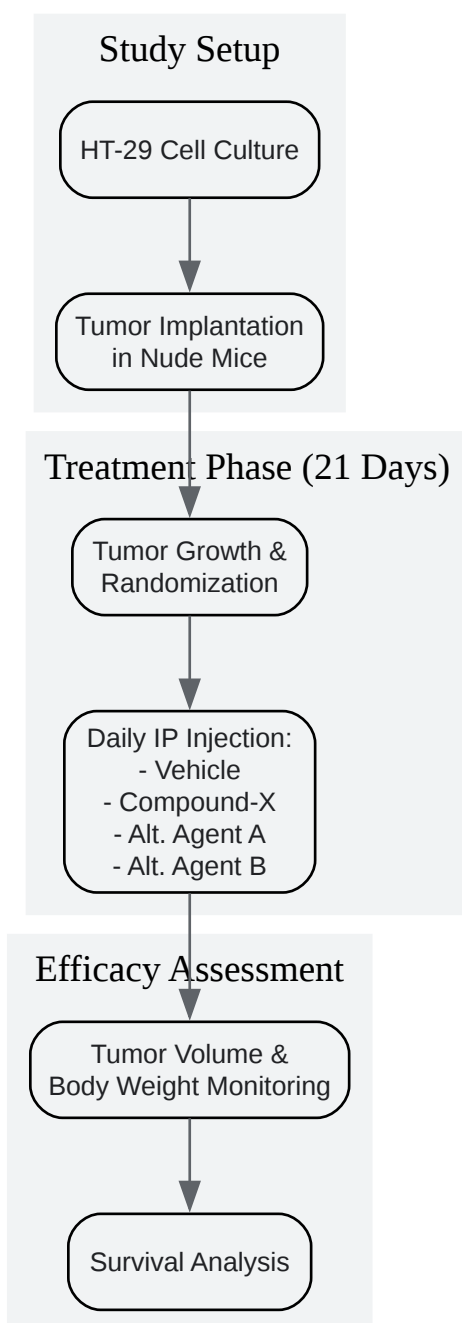 Study Setup
HT-29 Cell Culture
Tumor Implantation
in Nude Mice
Treatment Phase (21 Days)
Tumor Growth &
Randomization
Daily IP Injection:
- Vehicle
- Compound-X
- Alt. Agent A
- Alt. Agent B
Efficacy Assessment
Tumor Volume &
Body Weight Monitoring
Survival Analysis